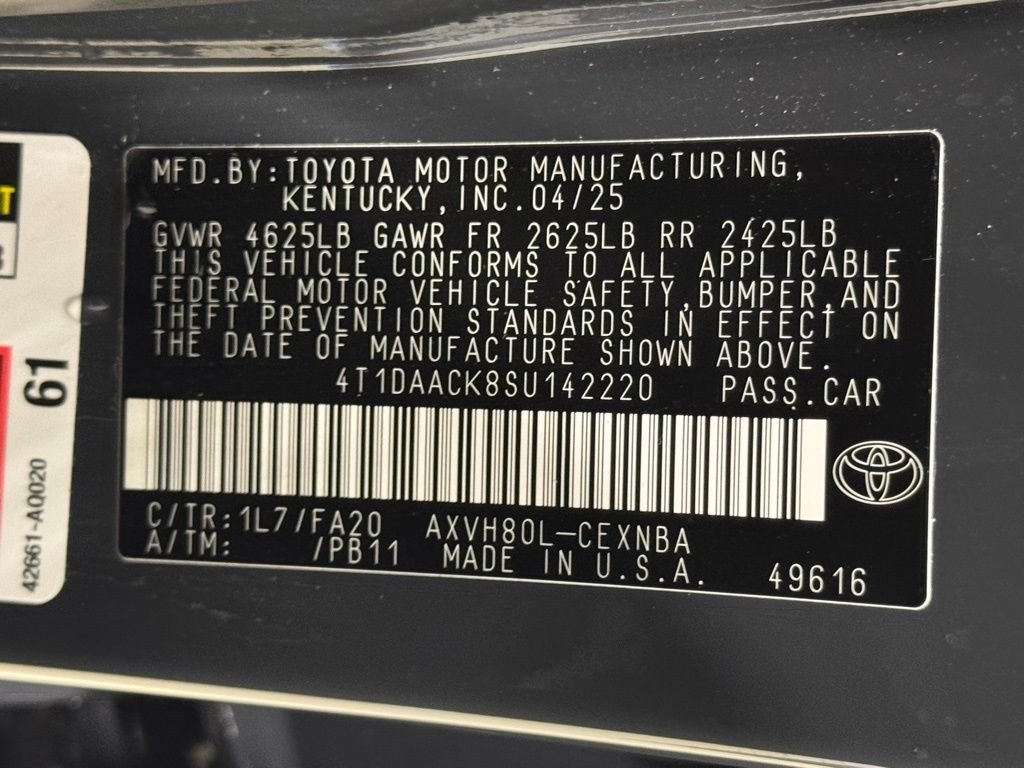 MFD.BY:TOYOTA MOTOR MANUFACTURING,
KENTUCKY,INC.04/25
GVWR 4625LB GAWR FR 2625LB RR 2425LB
THIS VEHICLE CONFORMS TO ALL APPLICABLE
FEDERAL MOTOR VEHICLE SAFETY,BUMPER,AND
THEFT PREVENTION STANDARDS IN EFFECT ON
THE DATE OF MANUFACTURE SHOWN ABOVE.
4T1DAACK8SU142220 PASS.CAR
C/TR:1L7/FA20 AXVH80L-CEXNBA
A/TM: /PB11 MADE IN U.S.A. 49616
61
42661-AQ020